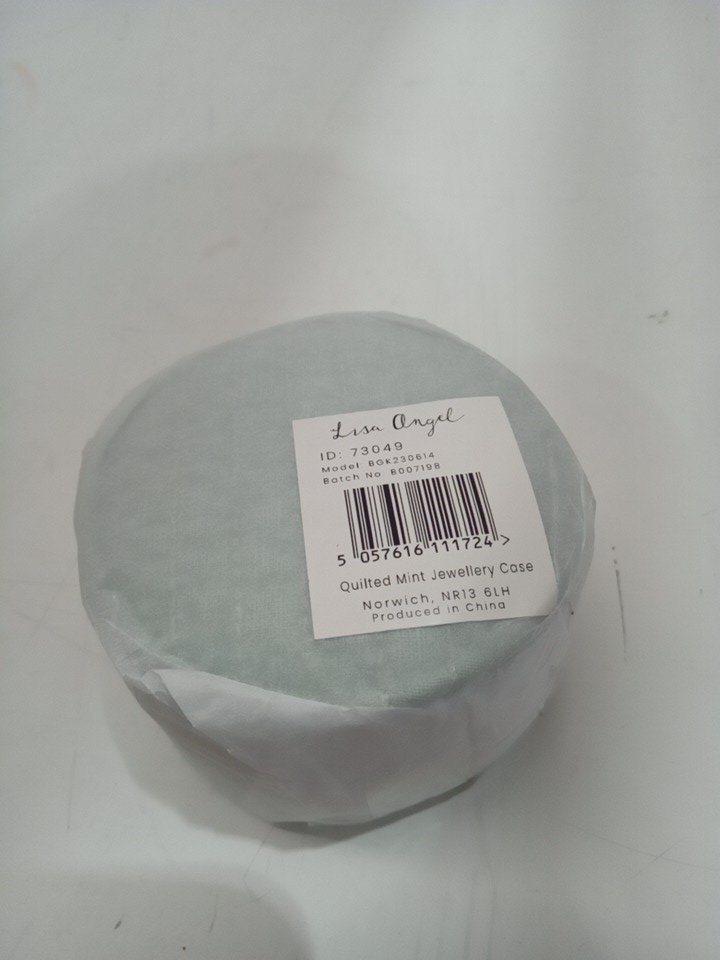 Lisa Angel
ID: 73049
Model: BGK230614
Batch No. B007198
5 057616 111724 >
Quilted Mint Jewellery Case
Norwich, NR13 6LH
Produced in China